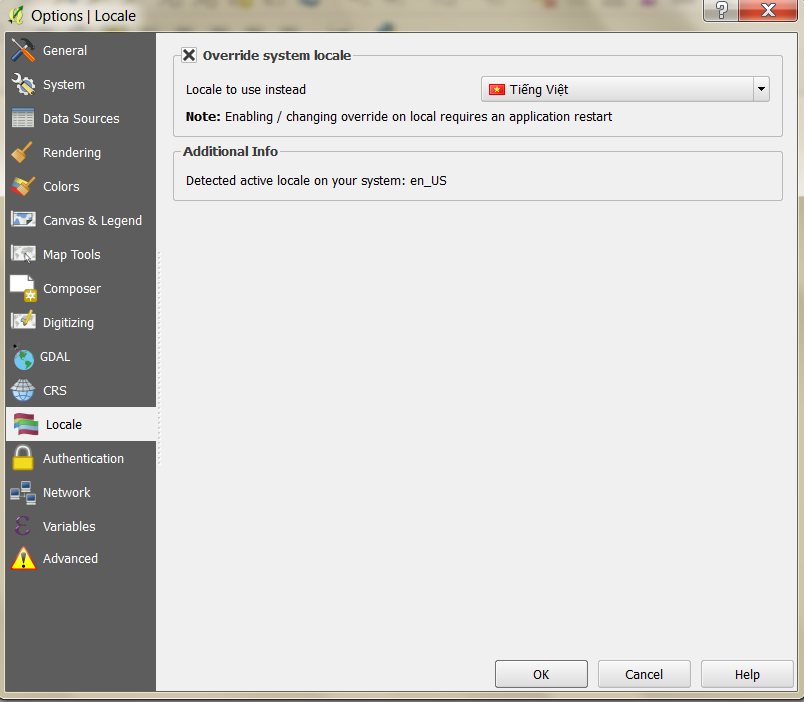 Options | Locale
General
System
Data Sources
Rendering
Colors
Canvas & Legend
Map Tools
Composer
Digitizing
GDAL
CRS
Locale
Authentication
Network
Variables
Advanced
Override system locale
Locale to use instead
Tiếng Việt
Note: Enabling / changing override on local requires an application restart
Additional Info
Detected active locale on your system: en_US
OK
Cancel
Help